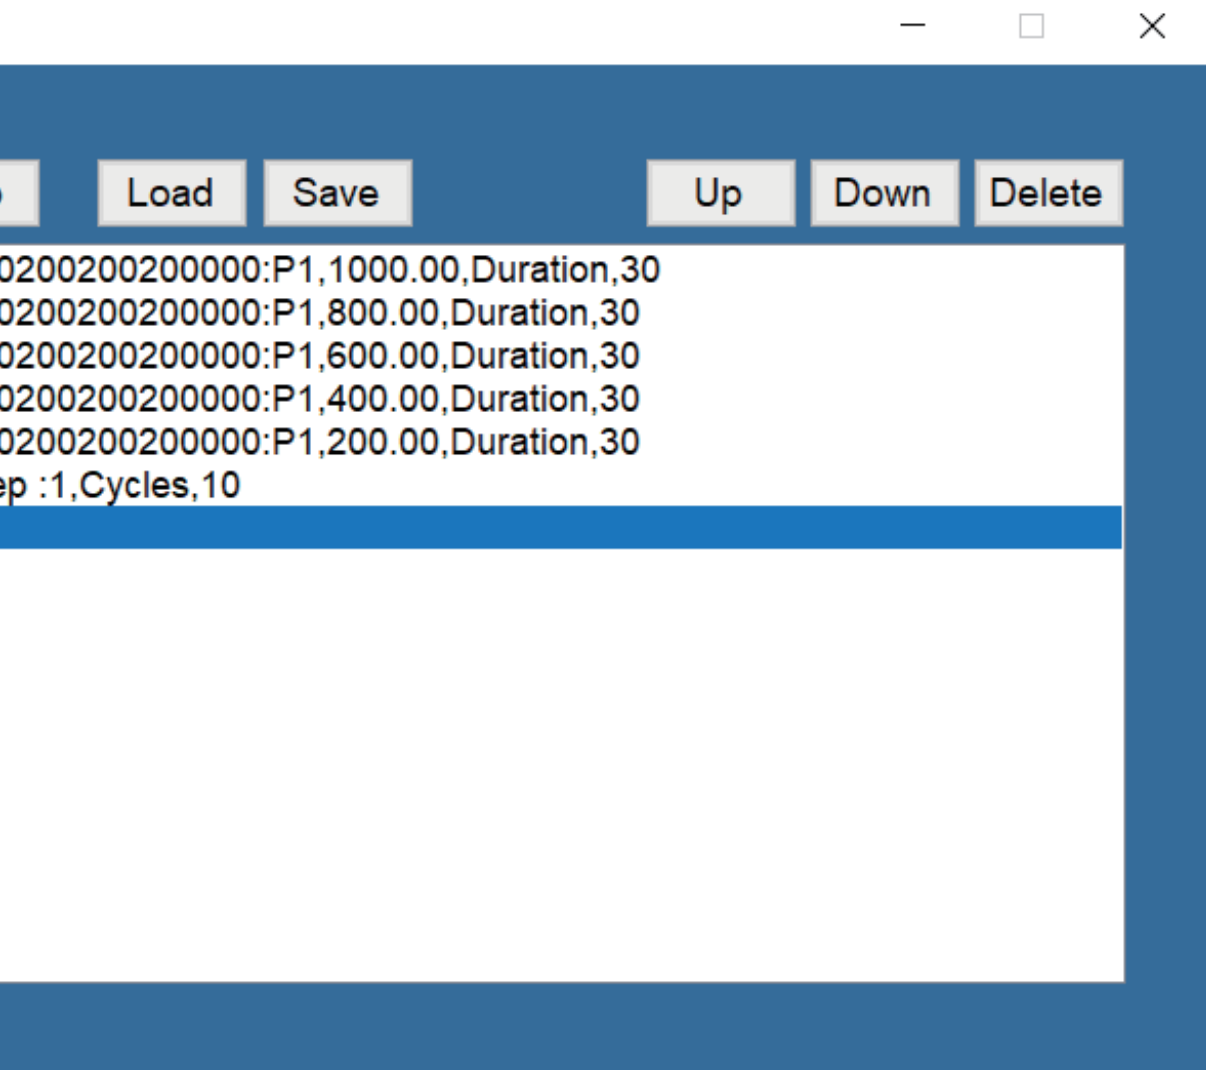 Load Save Up Down Delete
0200200200000:P1,1000.00,Duration,30
0200200200000:P1,800.00,Duration,30
0200200200000:P1,600.00,Duration,30
0200200200000:P1,400.00,Duration,30
0200200200000:P1,200.00,Duration,30
ep :1,Cycles,10